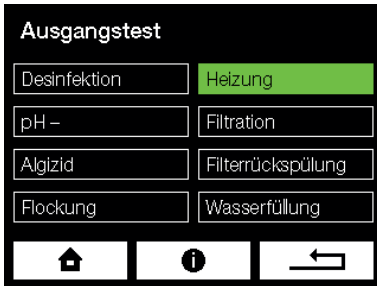 Ausgangstest
Desinfektion
Heizung
pH –
Filtration
Algizid
Filterrückspülung
Flockung
Wasserfüllung